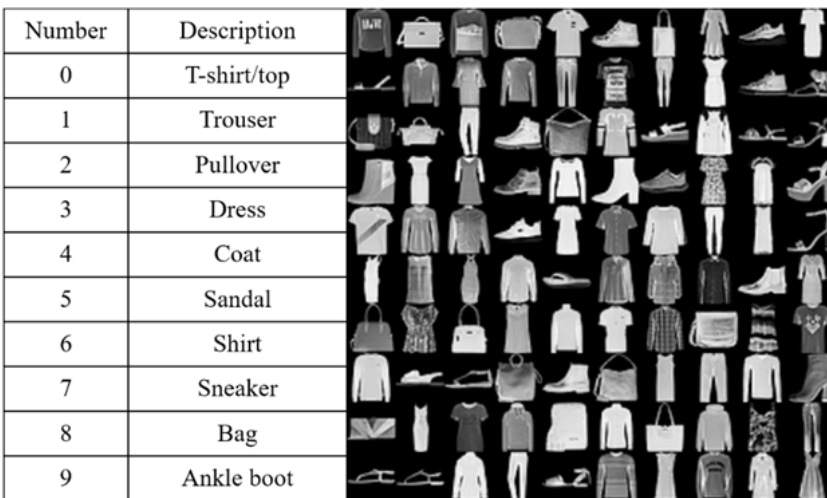 Number Description
0 T-shirt/top
1 Trouser
2 Pullover
3 Dress
4 Coat
5 Sandal
6 Shirt
7 Sneaker
8 Bag
9 Ankle boot